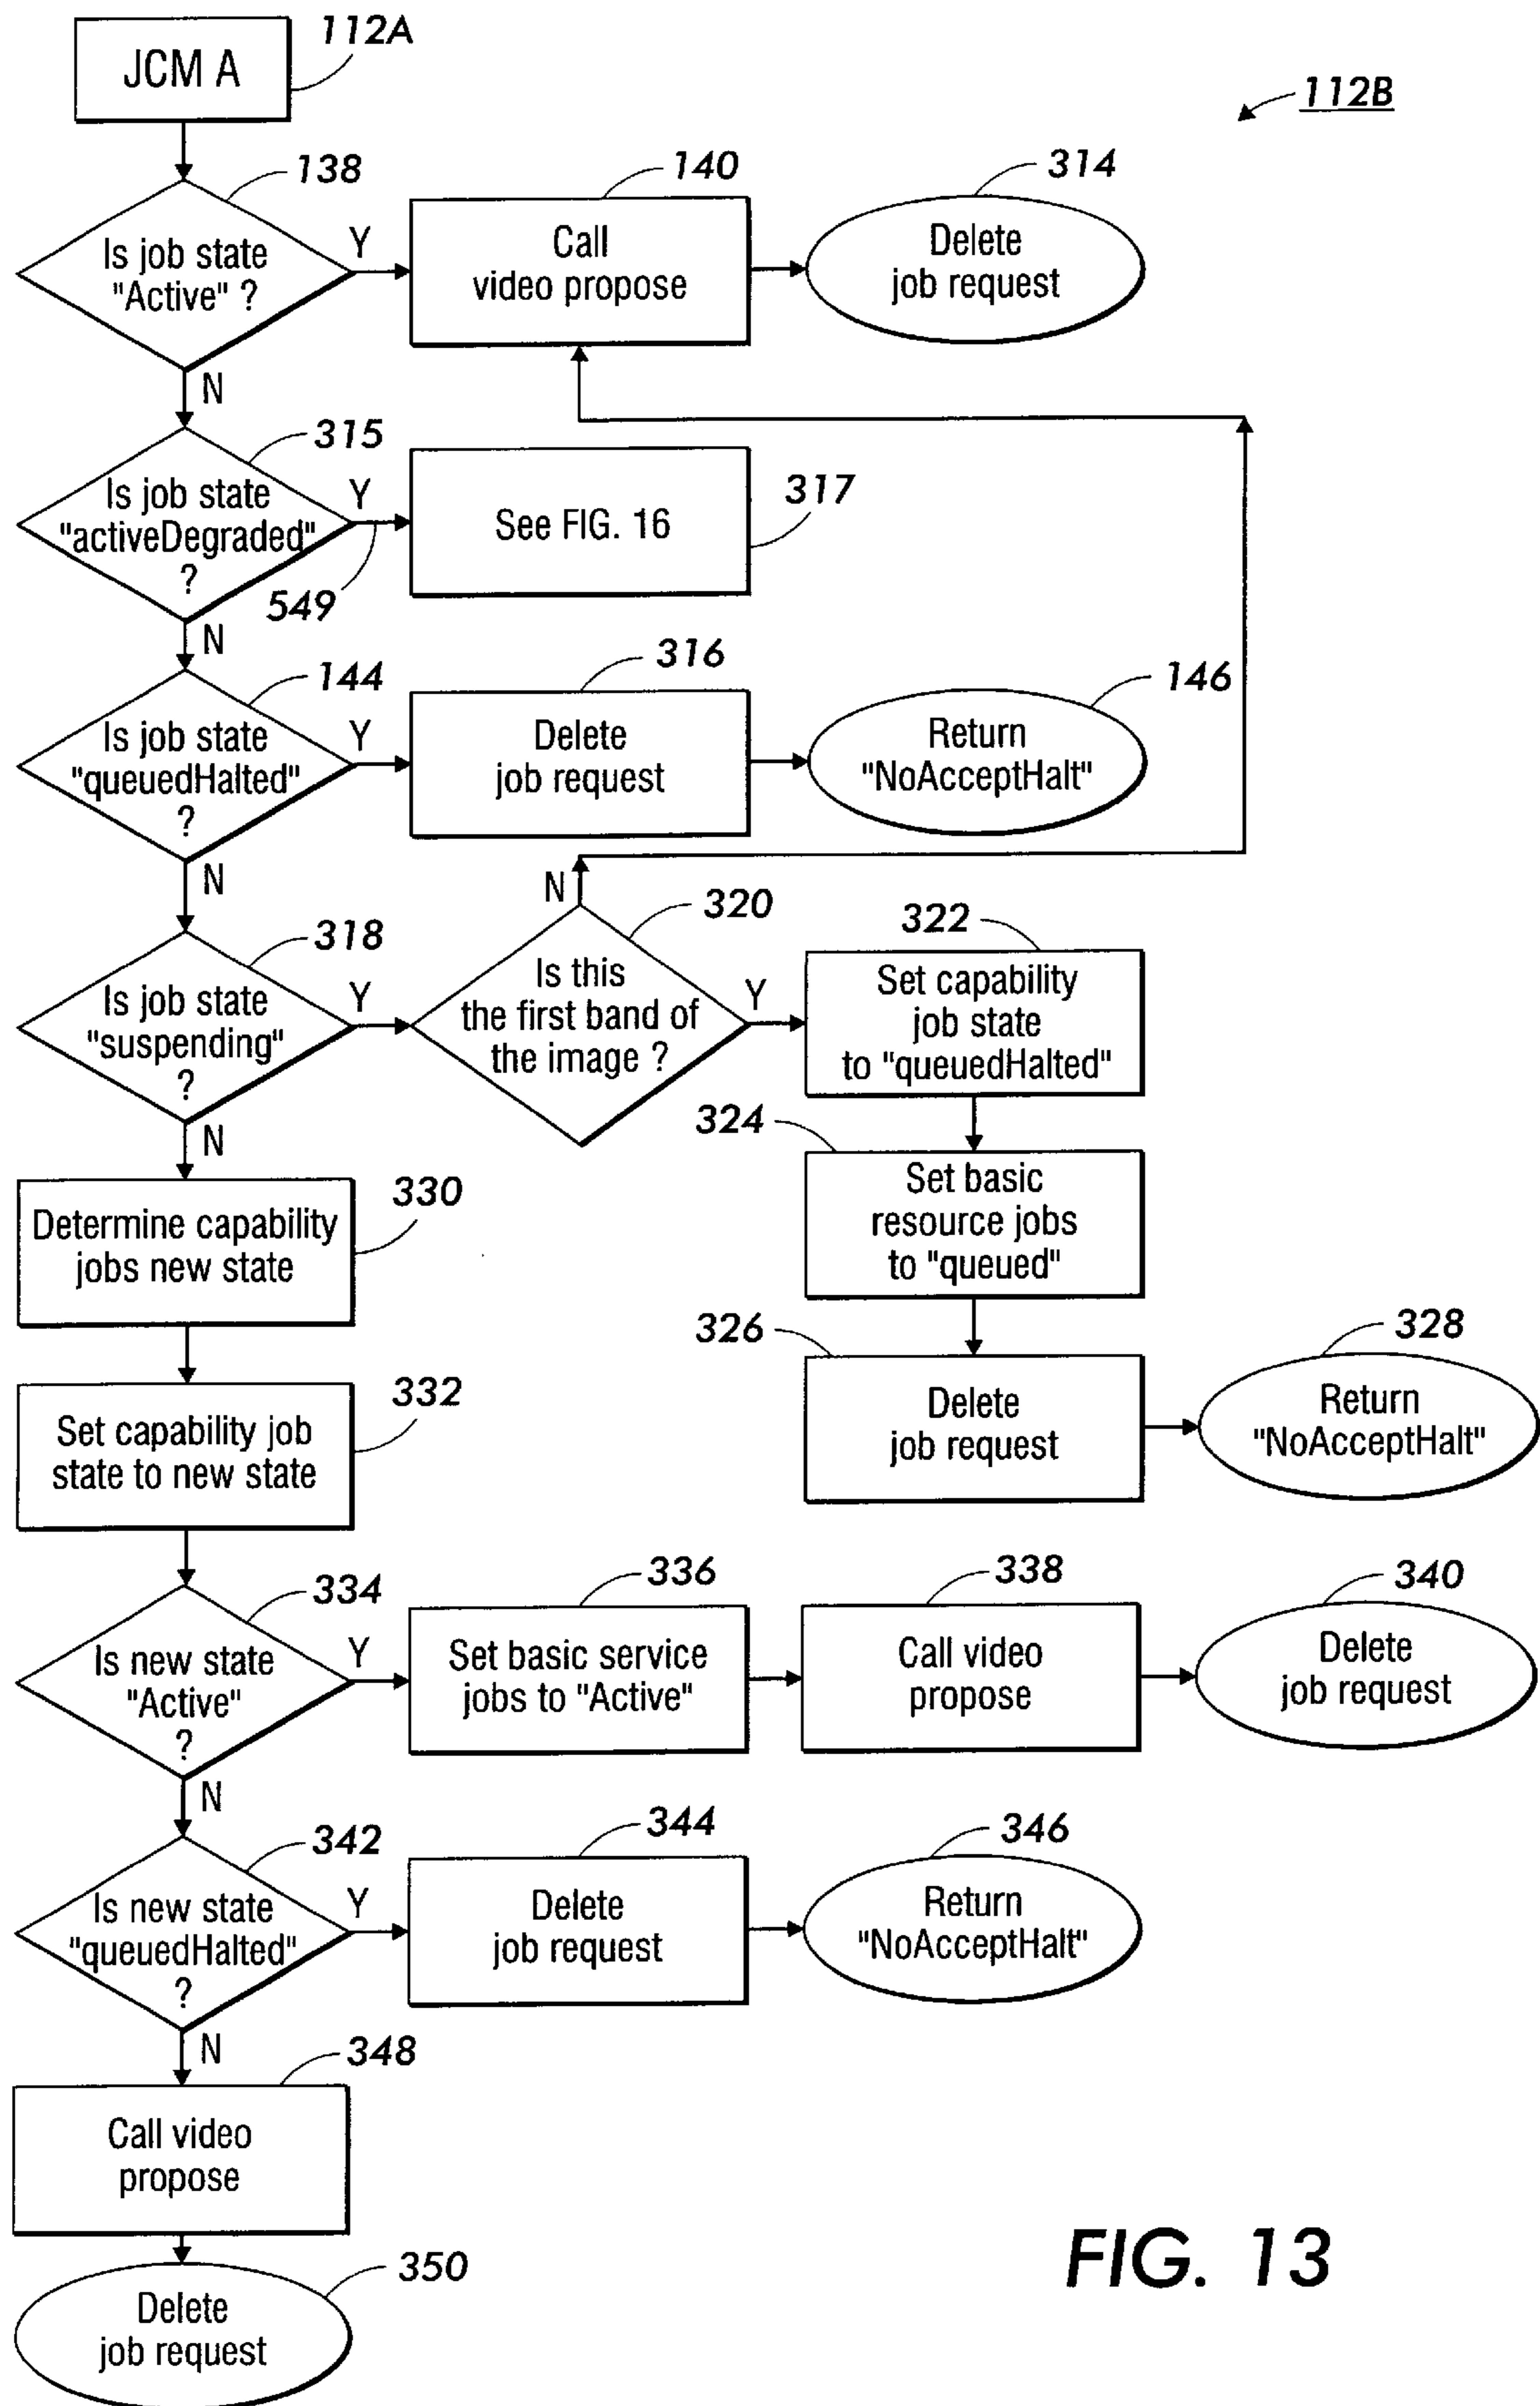 112A
JCM A
112B
138
140
314
Is job state
"Active" ?
Y
Call
video propose
Delete
job request
N
315
317
Is job state
"activeDegraded"
?
Y
See FIG. 16
549
N
144
316
146
Is job state
"queuedHalted"
?
Y
Delete
job request
Return
"NoAcceptHalt"
N
N
318
320
322
Is job state
"suspending"
?
Y
Is this
the first band of
the image ?
Y
Set capability
job state
to "queuedHalted"
324
N
Set basic
resource jobs
to "queued"
330
Determine capability
jobs new state
326
328
Delete
job request
Return
"NoAcceptHalt"
332
Set capability job
state to new state
334
336
338
340
Is new state
"Active"
?
Y
Set basic service
jobs to "Active"
Call video
propose
Delete
job request
N
342
344
346
Is new state
"queuedHalted"
?
Y
Delete
job request
Return
"NoAcceptHalt"
N
348
Call video
propose
350
Delete
job request
FIG. 13